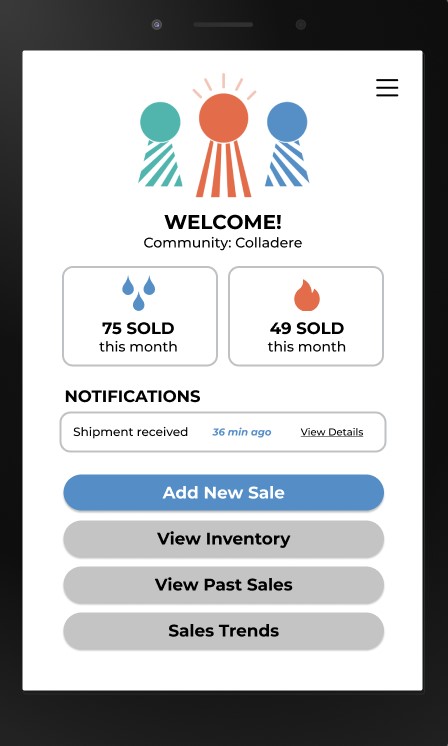 WELCOME!
Community: Colladere
75 SOLD
this month
49 SOLD
this month
NOTIFICATIONS
Shipment received 36 min ago View Details
Add New Sale
View Inventory
View Past Sales
Sales Trends